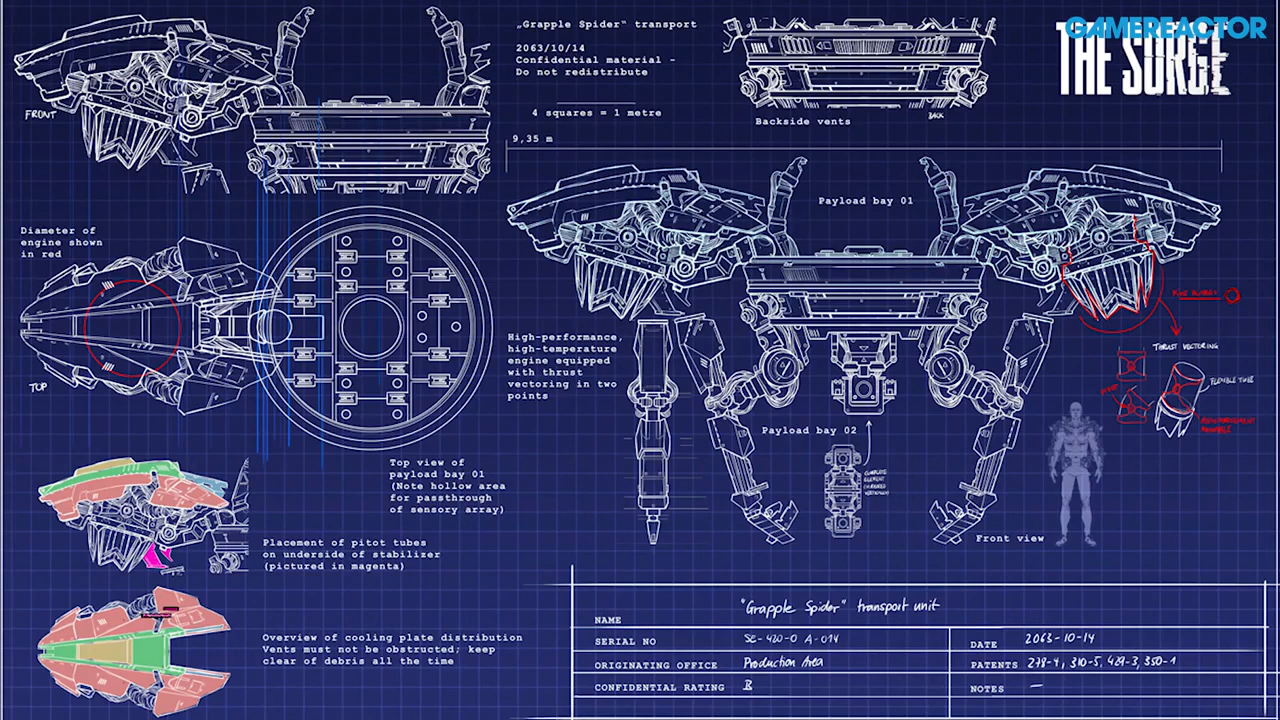 GAMEREACTOR
THE SURGE
„Grapple Spider“ transport
2063/10/14
Confidential material -
Do not redistribute
4 squares = 1 metre
9,35 m
Backside vents
BACK
FRONT
Payload bay 01
Diameter of
engine shown
in red
TOP
High-performance,
high-temperature
engine equipped
with thrust
vectoring in two
points
THRUST VECTORING
FLEXIBLE TUBE
Payload bay 02
COMPLETE
ELEMENT
Top view of
payload bay 01
(Note hollow area
for passthrough
of sensory array)
Front view
Placement of pitot tubes
on underside of stabilizer
(pictured in magenta)
Overview of cooling plate distribution
Vents must not be obstructed; keep
clear of debris all the time
NAME "Grapple Spider" transport unit
SERIAL NO SE-420-0 A-014
DATE 2063-10-14
ORIGINATING OFFICE Production Area
PATENTS 278-4, 310-5, 429-3, 350-1
CONFIDENTIAL RATING B
NOTES —